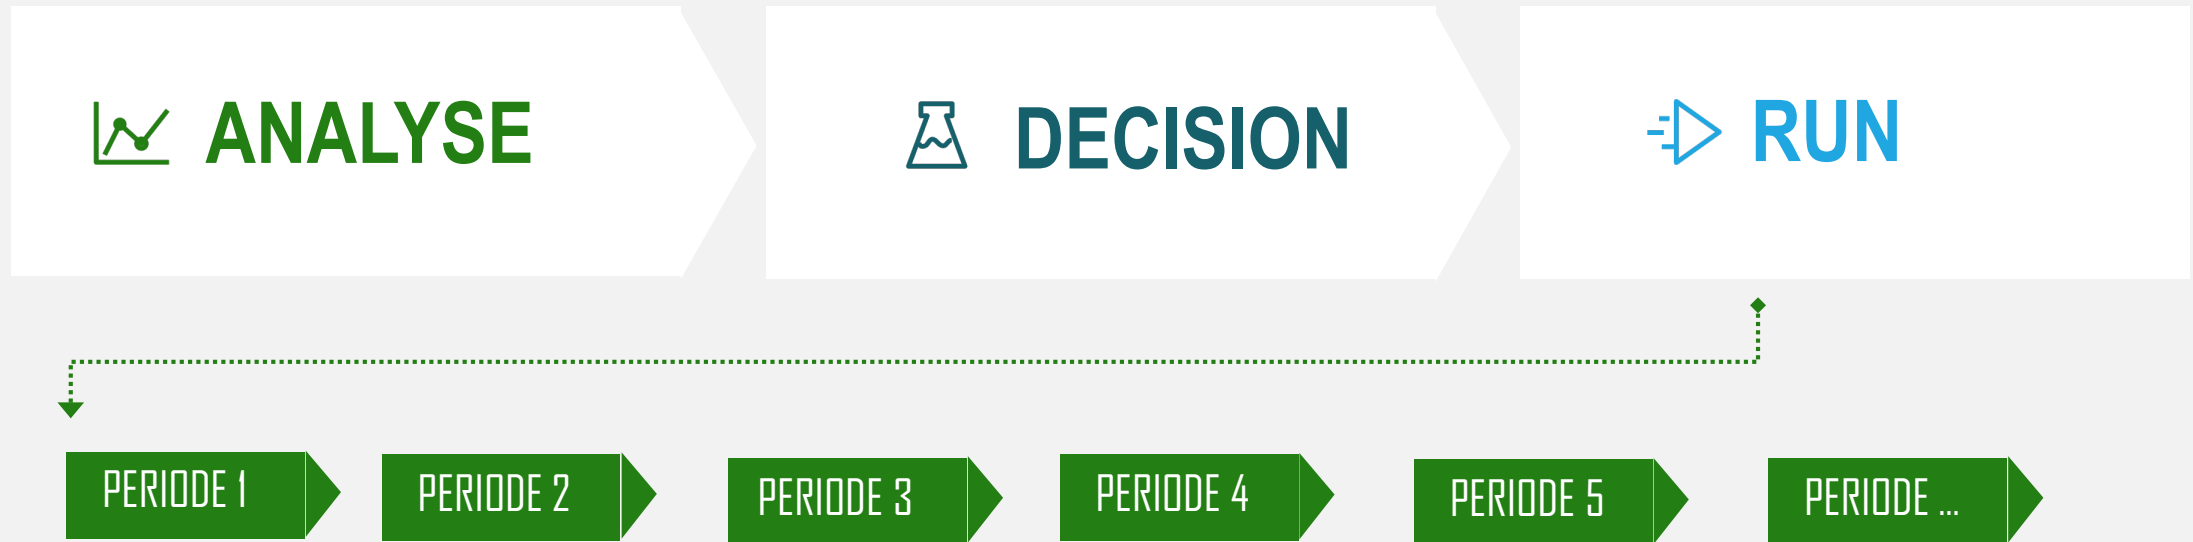 ANALYSE
DECISION
RUN
PERIODE 1
PERIODE 2
PERIODE 3
PERIODE 4
PERIODE 5
PERIODE ...